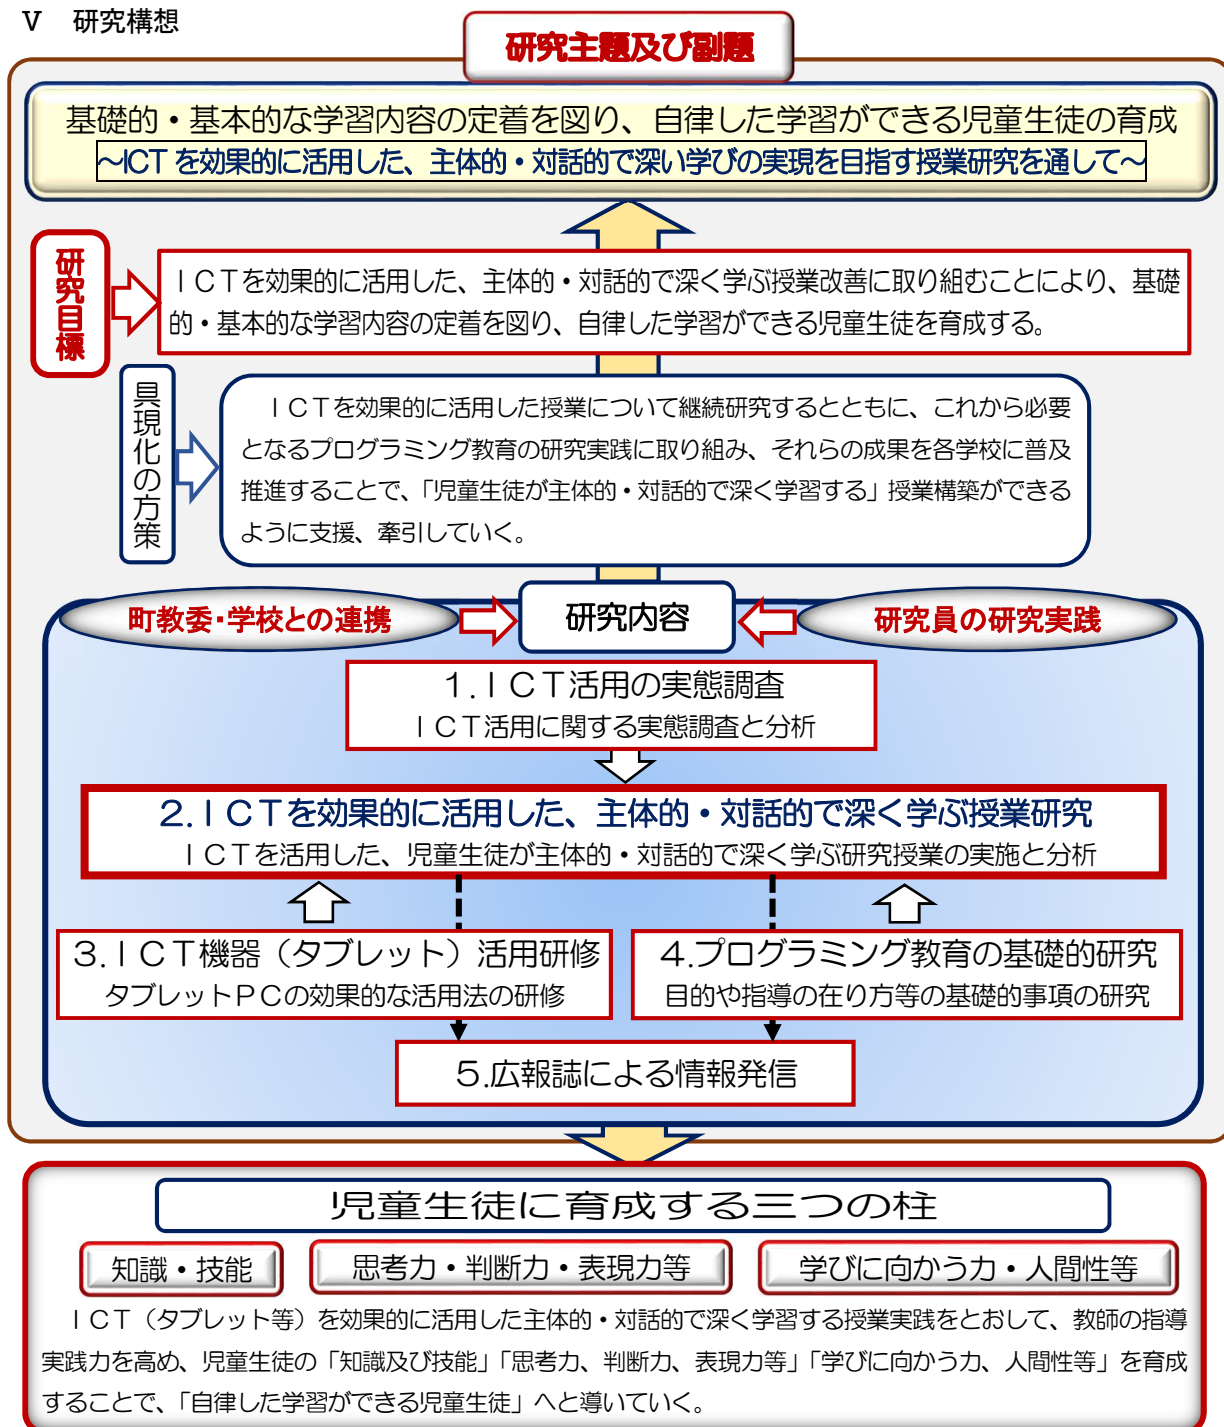 Ⅴ 研究構想
研究主題及び副題
基礎的・基本的な学習内容の定着を図り、自律した学習ができる児童生徒の育成
～ICTを効果的に活用した、主体的・対話的で深い学びの実現を目指す授業研究を通して～
研究目標
ＩＣＴを効果的に活用した、主体的・対話的で深く学ぶ授業改善に取り組むことにより、基礎
的・基本的な学習内容の定着を図り、自律した学習ができる児童生徒を育成する。
具現化の方策
ＩＣＴを効果的に活用した授業について継続研究するとともに、これから必要
となるプログラミング教育の研究実践に取り組み、それらの成果を各学校に普及
推進することで、「児童生徒が主体的・対話的で深く学習する」授業構築ができる
ように支援、牽引していく。
町教委・学校との連携
研究内容
研究員の研究実践
１.ＩＣＴ活用の実態調査
ＩＣＴ活用に関する実態調査と分析
２.ＩＣＴを効果的に活用した、主体的・対話的で深く学ぶ授業研究
ＩＣＴを活用した、児童生徒が主体的・対話的で深く学ぶ研究授業の実施と分析
３.ＩＣＴ機器（タブレット）活用研修
タブレットＰＣの効果的な活用法の研修
４.プログラミング教育の基礎的研究
目的や指導の在り方等の基礎的事項の研究
５.広報誌による情報発信
児童生徒に育成する三つの柱
知識・技能
思考力・判断力・表現力等
学びに向かう力・人間性等
ＩＣＴ（タブレット等）を効果的に活用した主体的・対話的で深く学習する授業実践をとおして、教師の指導
実践力を高め、児童生徒の「知識及び技能」「思考力、判断力、表現力等」「学びに向かう力、人間性等」を育成
することで、「自律した学習ができる児童生徒」へと導いていく。